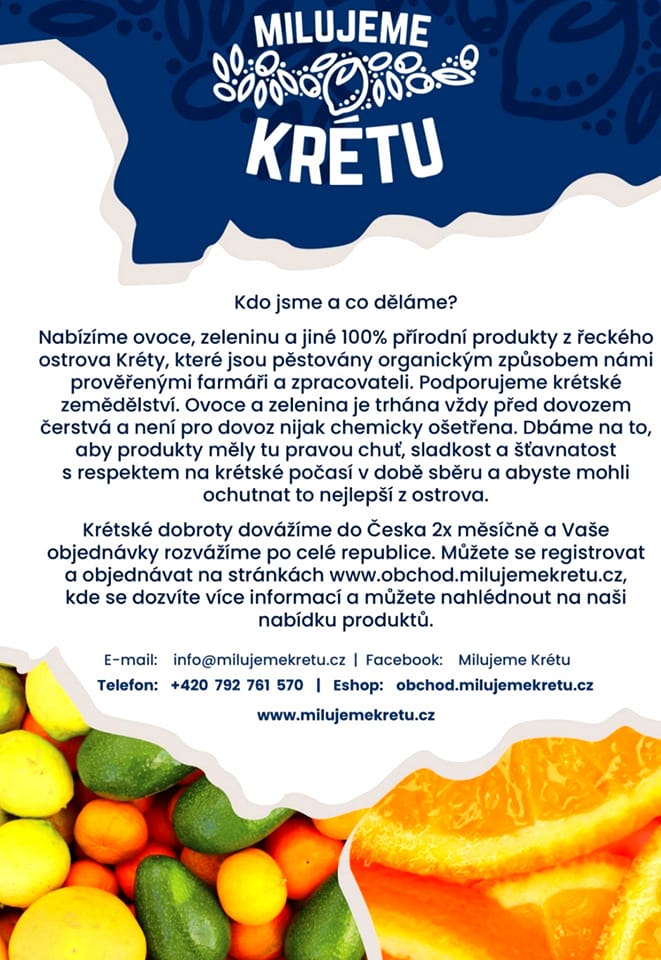 MILUJEME
KRÉTU
Kdo jsme a co děláme?
Nabízíme ovoce, zeleninu a jiné 100% přírodní produkty z řeckého
ostrova Kréty, které jsou pěstovány organickým způsobem námi
prověřenými farmáři a zpracovateli. Podporujeme krétské
zemědělství. Ovoce a zelenina je trhána vždy před dovozem
čerstvá a není pro dovoz nijak chemicky ošetřena. Dbáme na to,
aby produkty měly tu pravou chuť, sladkost a šťavnatost
s respektem na krétské počasí v době sběru a abyste mohli
ochutnat to nejlepší z ostrova.
Krétské dobroty dovážíme do Česka 2x měsíčně a Vaše
objednávky rozvážíme po celé republice. Můžete se registrovat
a objednávat na stránkách www.obchod.milujemekretu.cz,
kde se dozvíte více informací a můžete nahlédnout na naši
nabídku produktů.
E-mail: info@milujemekretu.cz | Facebook: Milujeme Krétu
Telefon: +420 792 761 570 | Eshop: obchod.milujemekretu.cz
www.milujemekretu.cz